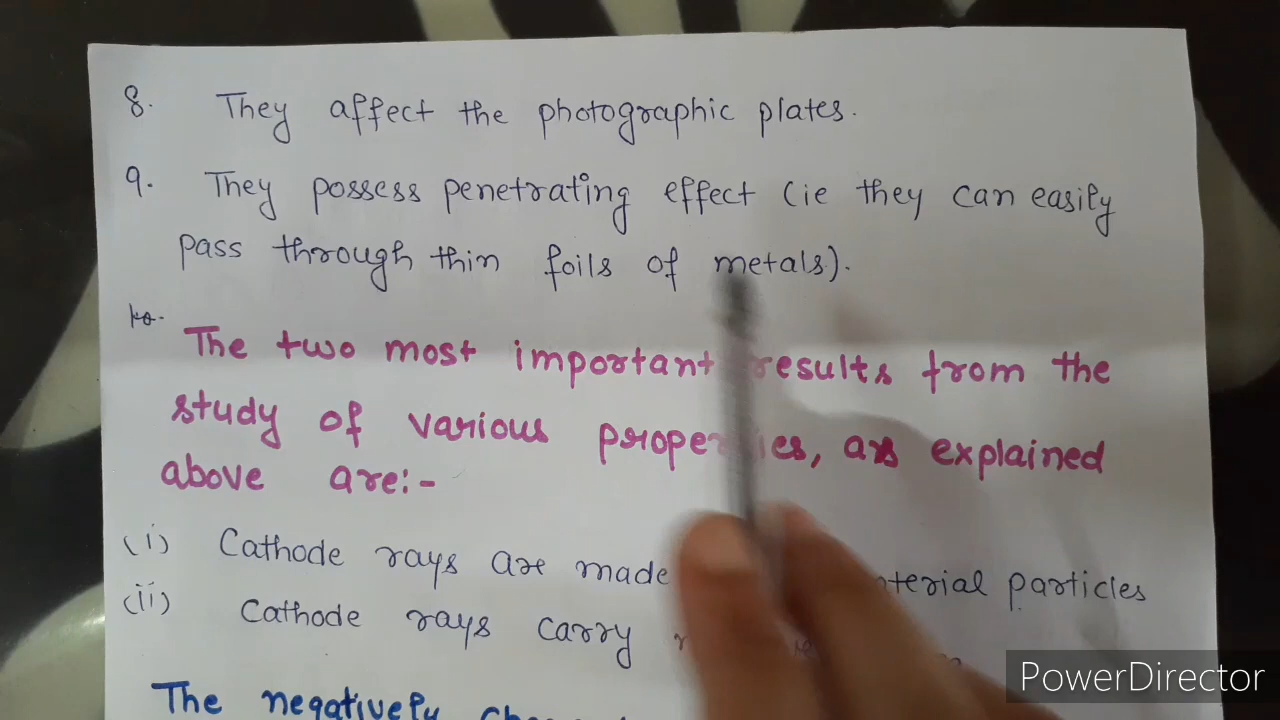 8. They affect the photographic plates.
9. They possess penetrating effect (ie they can easily
pass through thin foils of metals).
The two most important results from the
study of various properties, as explained
above are:-
(i) Cathode rays are made material particles
(ii) Cathode rays carry
The negatively
PowerDirector